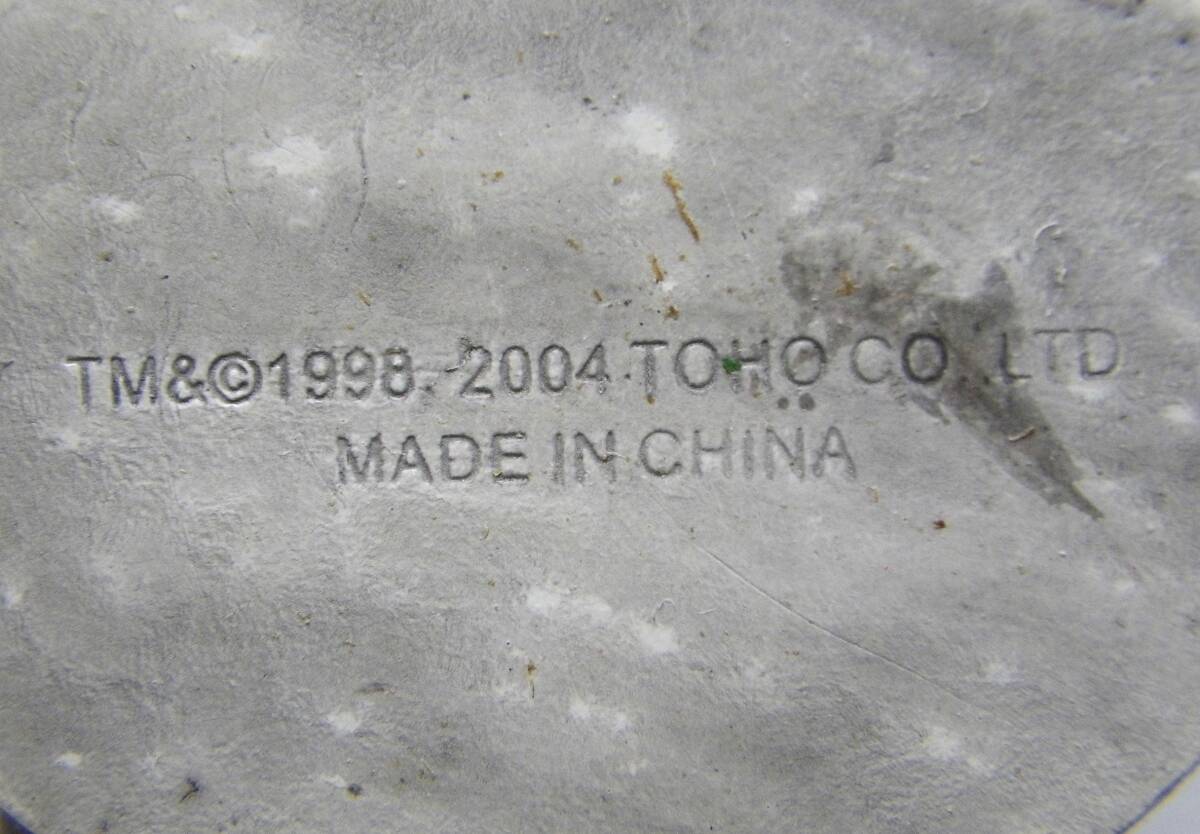 TM&©1998. 2004 TOHO CO .LTD
MADE IN CHINA